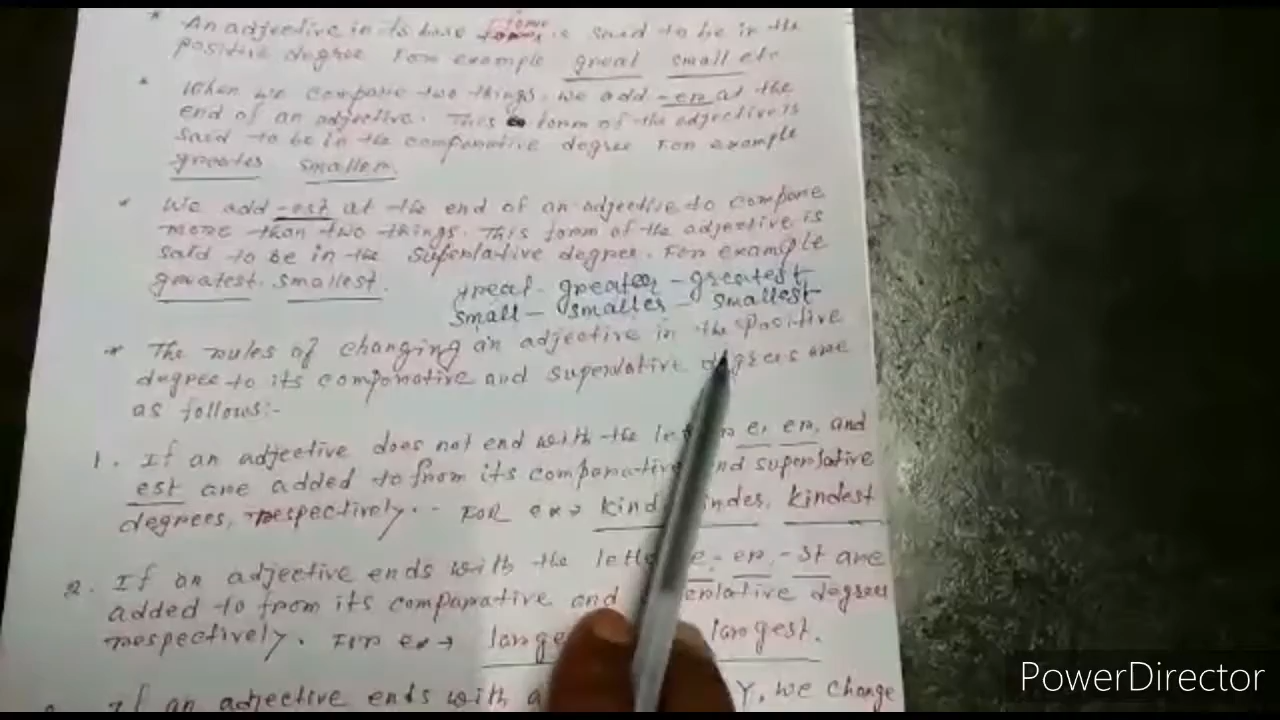 * An adjective in its base form is said to be in the
positive degree For example great small etc
* When we compare two things. we add -er at the
end of an adjective. This form of the adjective is
said to be in the comparative degree For example
greates smaller.
* We add -est at the end of an adjective to compare
more than two things. This form of the adjective is
said to be in the superlative degree. For example
greatest. smallest.
great - greater - greatest
small - smaller - smallest
* The rules of changing an adjective in the positive
degree to its comparative and superlative degrees are
as follows:-
1. If an adjective does not end with the e, er, and
est are added to from its comparative and superlative
degrees, respectively. - For ex → kind kindest
2. If an adjective ends with the e - er, - st are
added to from its comparative and degrees
respectively. For ex → large largest.
If an adjective ends with a Y, we change
PowerDirector